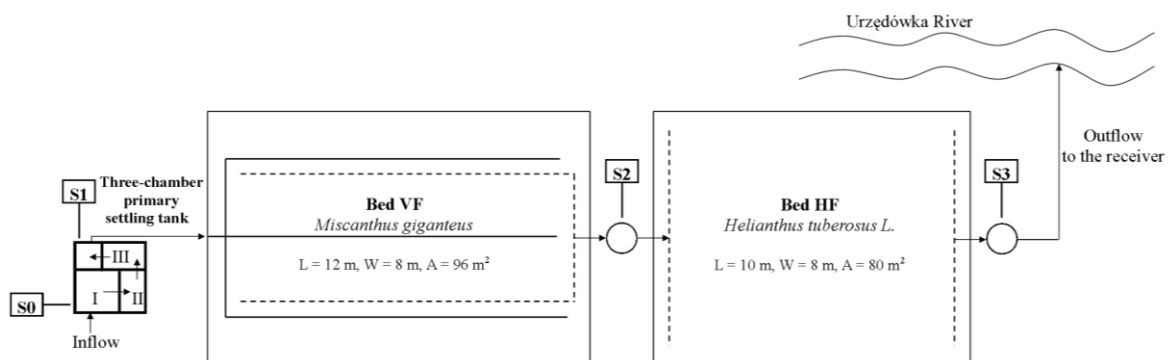 Urzędówka River
Outflow
to the receiver
S1
Three-chamber
primary
settling tank
S2
S3
Bed VF
Miscanthus giganteus
L = 12 m, W = 8 m, A = 96 m²
Bed HF
Helianthus tuberosus L.
L = 10 m, W = 8 m, A = 80 m²
III
I
II
S0
Inflow